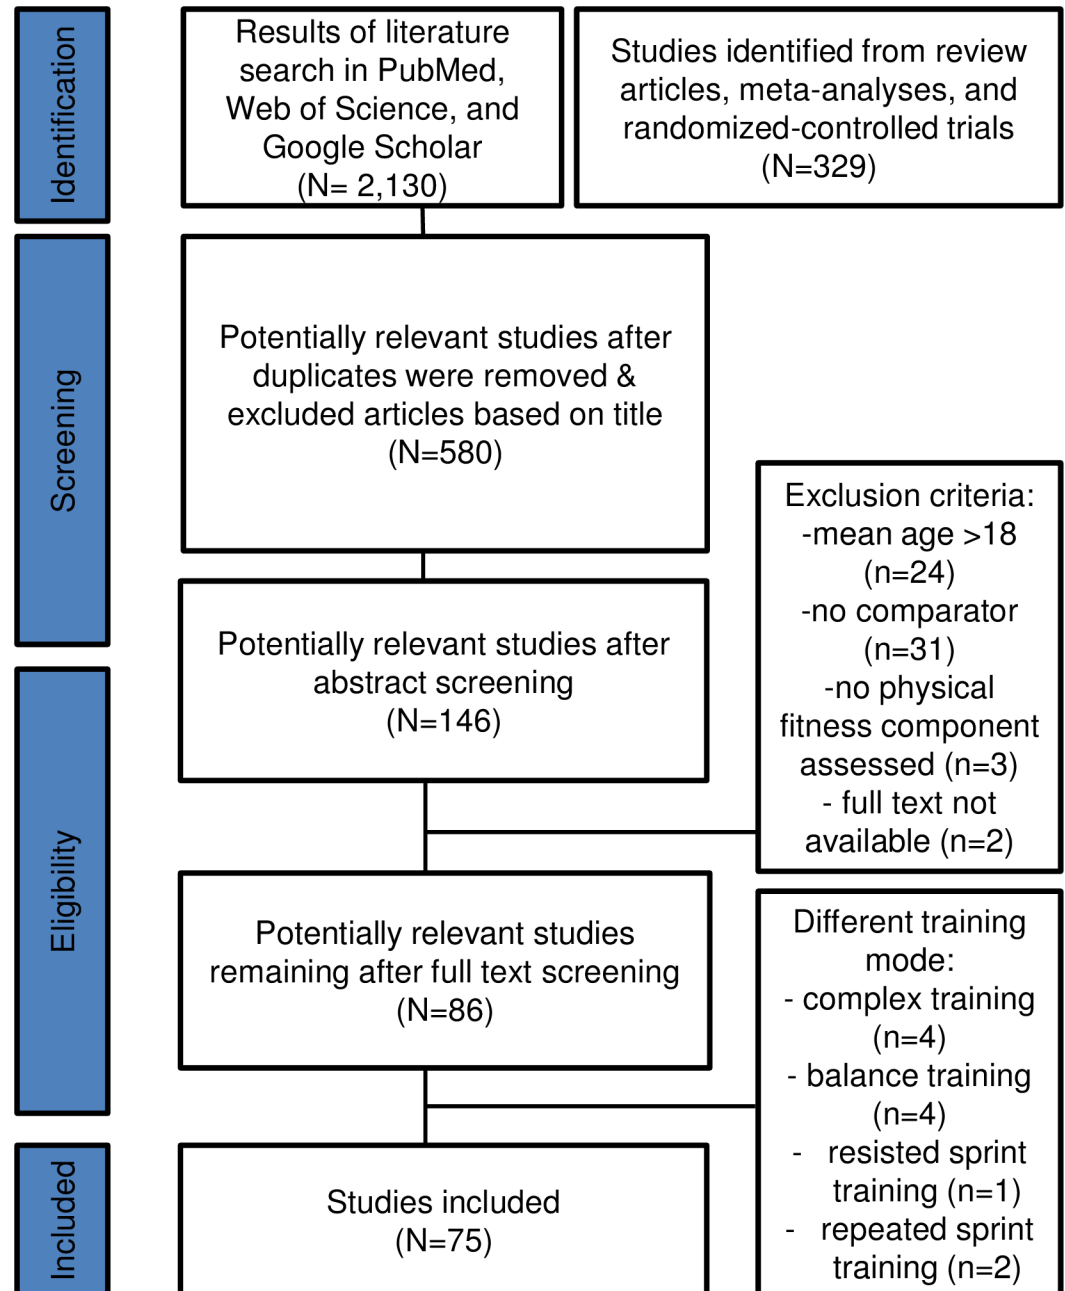 Identification
Results of literature
search in PubMed,
Web of Science, and
Google Scholar
(N= 2,130)
Studies identified from review
articles, meta-analyses, and
randomized-controlled trials
(N=329)
Screening
Potentially relevant studies after
duplicates were removed &
excluded articles based on title
(N=580)
Potentially relevant studies after
abstract screening
(N=146)
Exclusion criteria:
-mean age >18
(n=24)
-no comparator
(n=31)
-no physical
fitness component
assessed (n=3)
- full text not
available (n=2)
Eligibility
Potentially relevant studies
remaining after full text screening
(N=86)
Different training
mode:
- complex training
(n=4)
- balance training
(n=4)
- resisted sprint
training (n=1)
- repeated sprint
training (n=2)
Included
Studies included
(N=75)